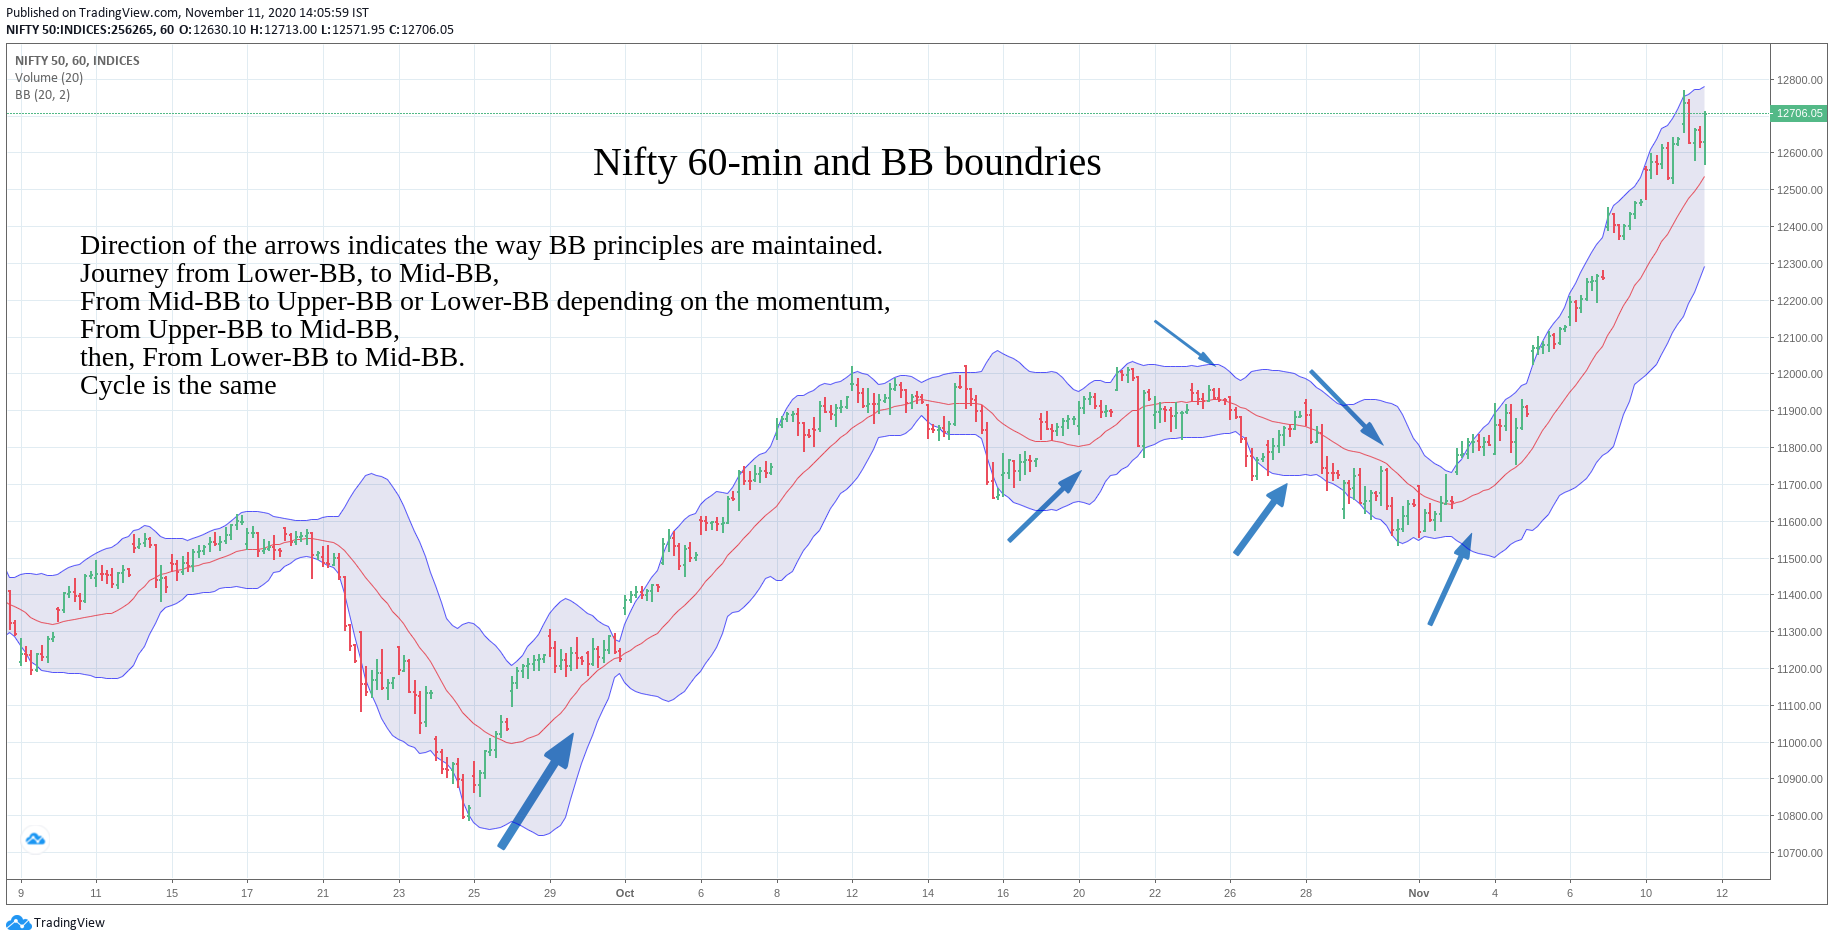 Published on TradingView.com, November 11, 2020 14:05:59 IST
NIFTY 50:INDICES:256265, 60 O:12630.10 H:12713.00 L:12571.95 C:12706.05
NIFTY 50, 60, INDICES
Volume (20)
BB (20, 2)
Nifty 60-min and BB boundries
Direction of the arrows indicates the way BB principles are maintained.
Journey from Lower-BB, to Mid-BB,
From Mid-BB to Upper-BB or Lower-BB depending on the momentum,
From Upper-BB to Mid-BB,
then, From Lower-BB to Mid-BB.
Cycle is the same
12800.00
12706.05
12600.00
12500.00
12400.00
12300.00
12200.00
12100.00
12000.00
11900.00
11800.00
11700.00
11600.00
11500.00
11400.00
11300.00
11200.00
11100.00
11000.00
10900.00
10800.00
10700.00
9 11 15 17 21 23 25 29 Oct 6 8 12 14 16 20 22 26 28 Nov 4 6 10 12
TradingView